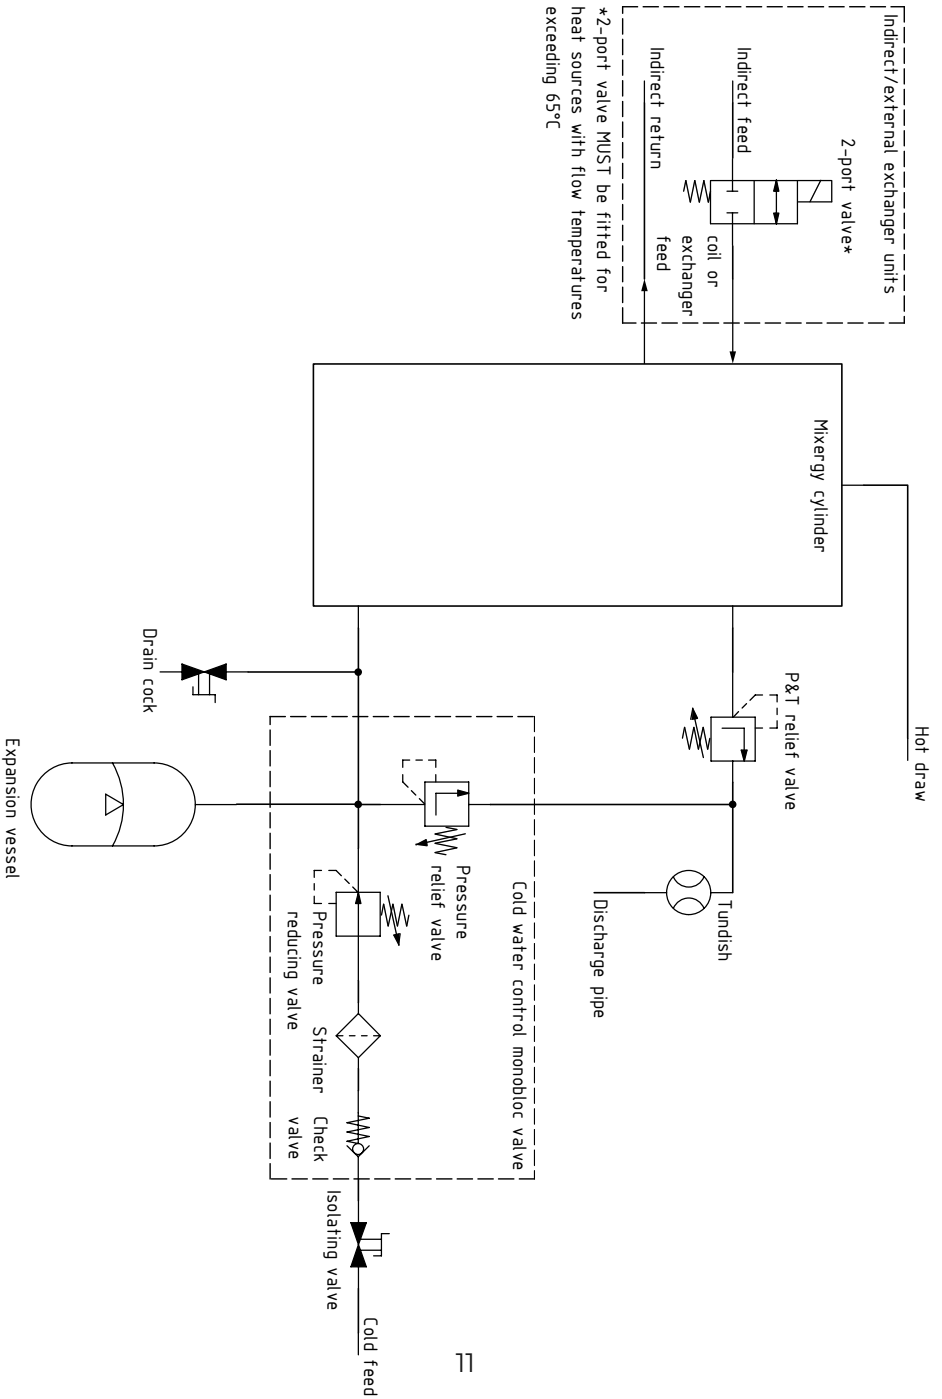 Indirect/external exchanger units
2-port valve*
Indirect feed
coil or
exchanger
feed
Indirect return
*2-port valve MUST be fitted for
heat sources with flow temperatures
exceeding 65°C
Mixergy cylinder
Hot draw
P&T relief valve
Tundish
Discharge pipe
Cold water control monobloc valve
Pressure
relief valve
Pressure
reducing valve
Strainer
Check
valve
Isolating valve
Cold feed
Drain cock
Expansion vessel
11